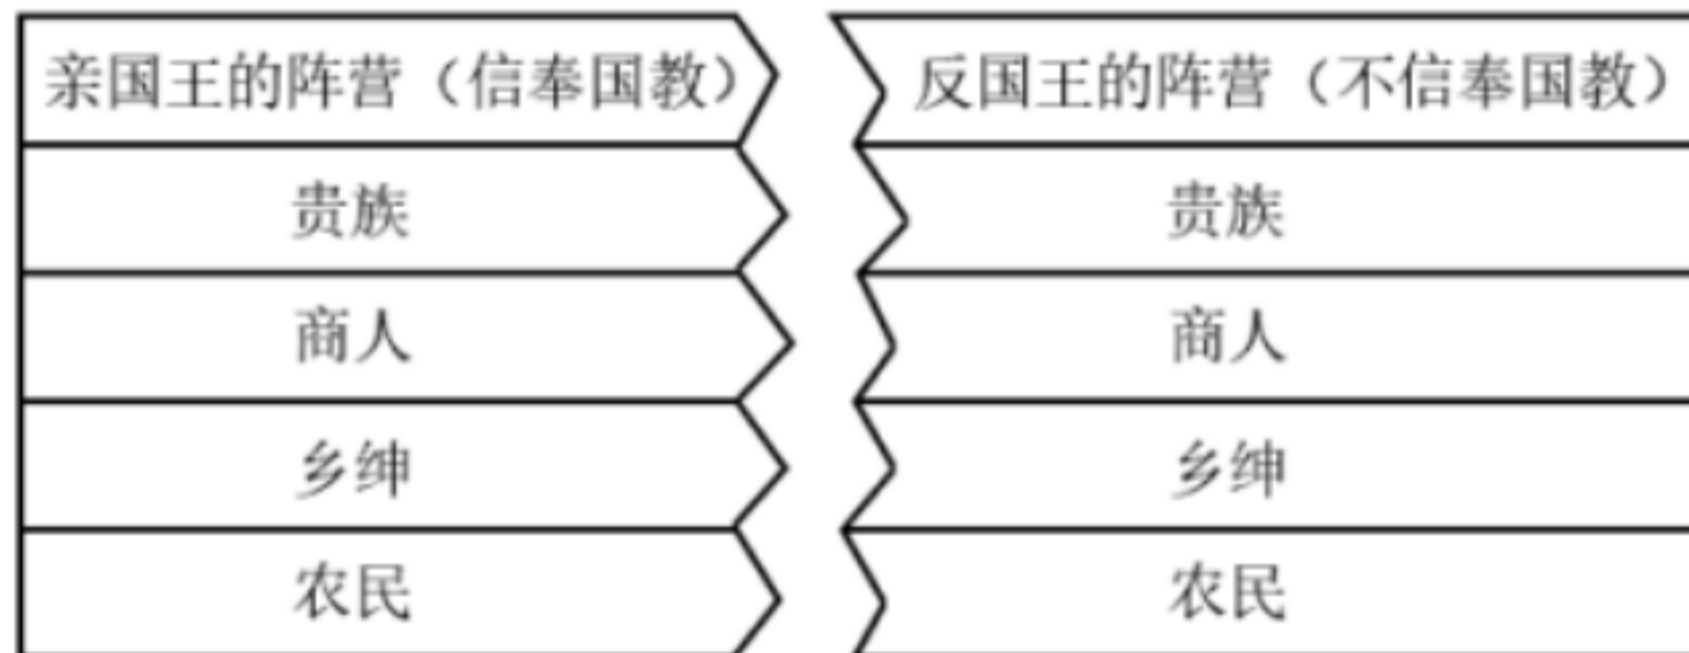 亲国王的阵营（信奉国教） 反国王的阵营（不信奉国教）
贵族 贵族
商人 商人
乡绅 乡绅
农民 农民